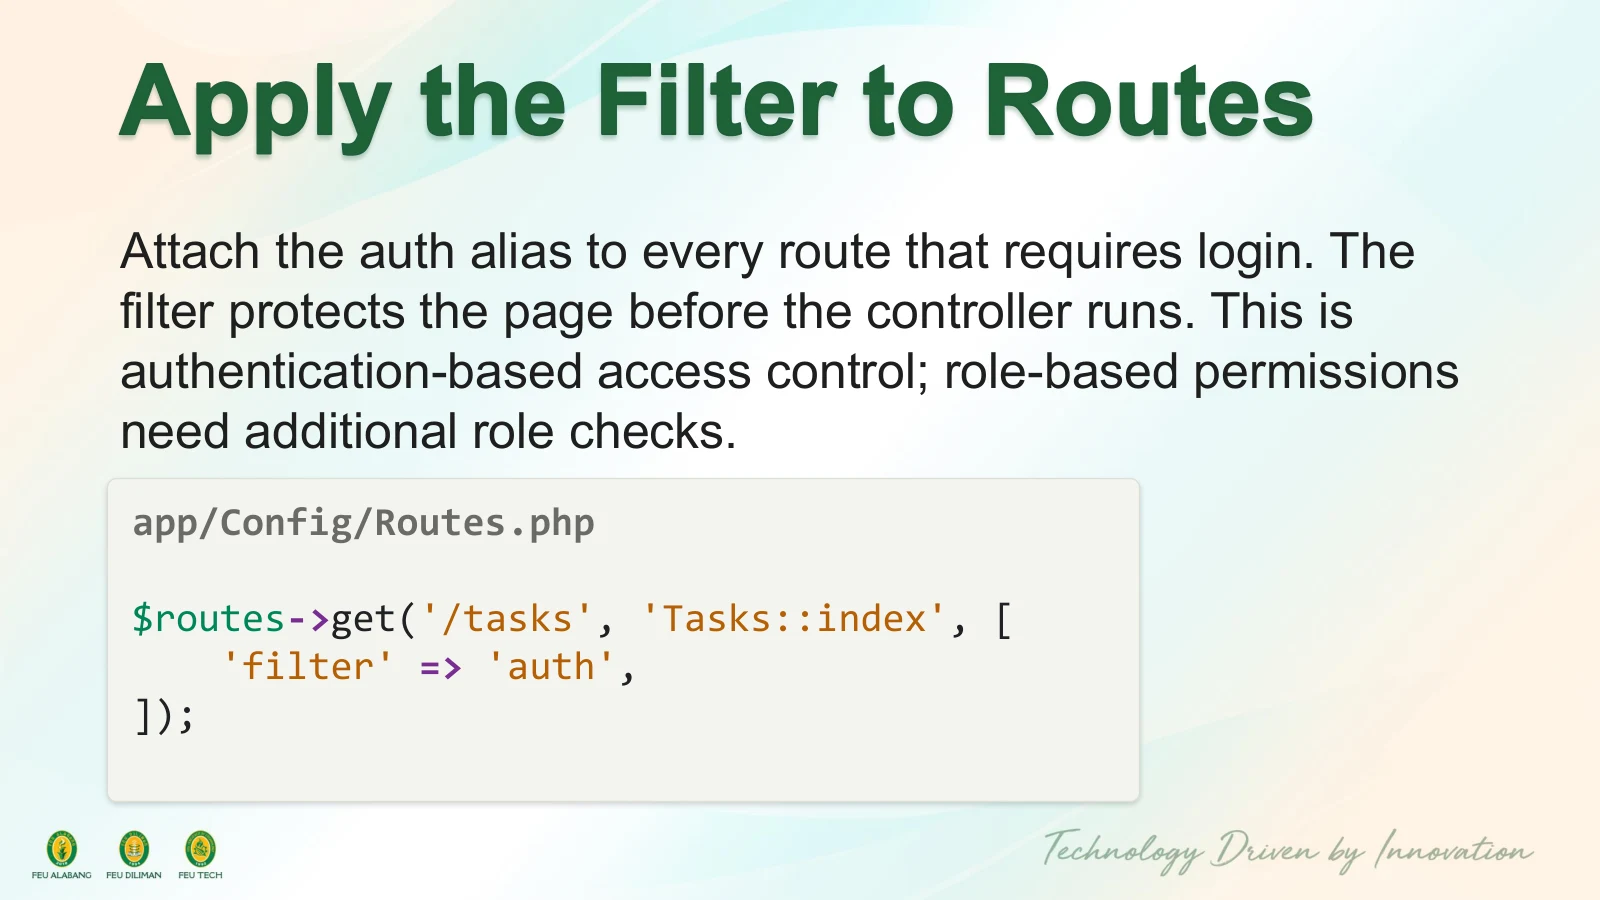 Apply the Filter to Routes
Attach the auth alias to every route that requires login. The
filter protects the page before the controller runs. This is
authentication-based access control; role-based permissions
need additional role checks.
app/Config/Routes.php
$routes->get('/tasks', 'Tasks::index', [
    'filter' => 'auth',
]);
FEU ALABANG
FEU DILIMAN
FEU TECH
Technology Driven by Innovation